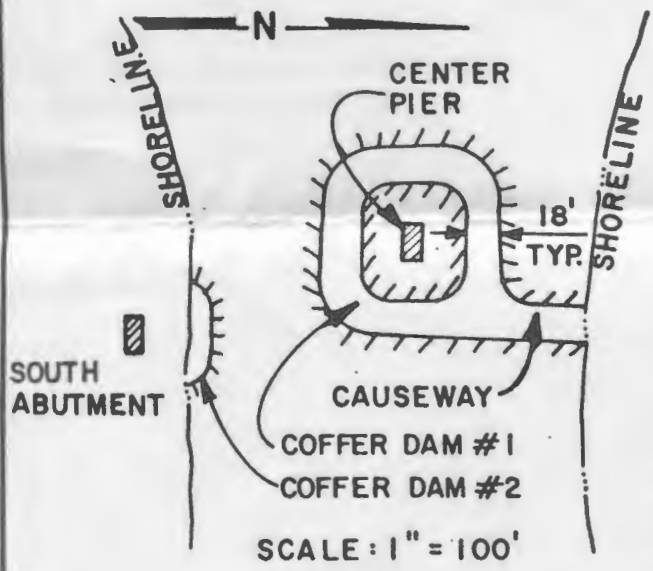 N
SHORELINE
CENTER
PIER
SHORELINE
18'
TYP.
SOUTH
ABUTMENT
CAUSEWAY
COFFER DAM #1
COFFER DAM #2
SCALE: 1" = 100'